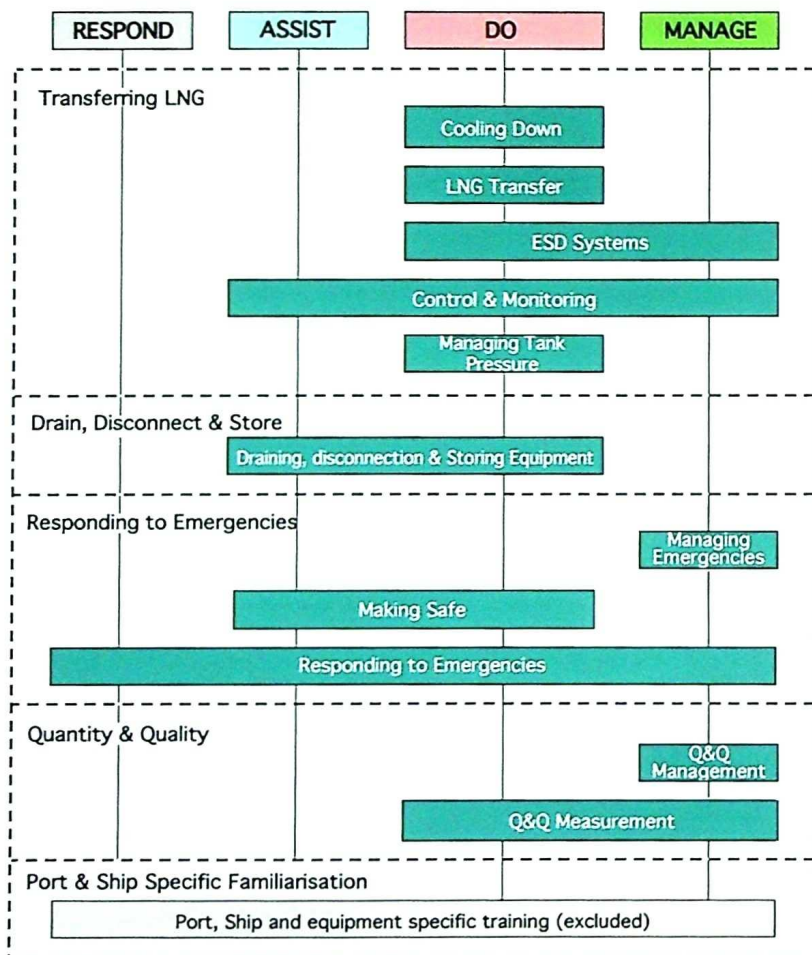 RESPOND
ASSIST
DO
MANAGE
Transferring LNG
Cooling Down
LNG Transfer
ESD Systems
Control & Monitoring
Managing Tank
Pressure
Drain, Disconnect & Store
Draining, disconnection & Storing Equipment
Responding to Emergencies
Managing
Emergencies
Making Safe
Responding to Emergencies
Quantity & Quality
Q&Q
Management
Q&Q Measurement
Port & Ship Specific Familiarisation
Port, Ship and equipment specific training (excluded)